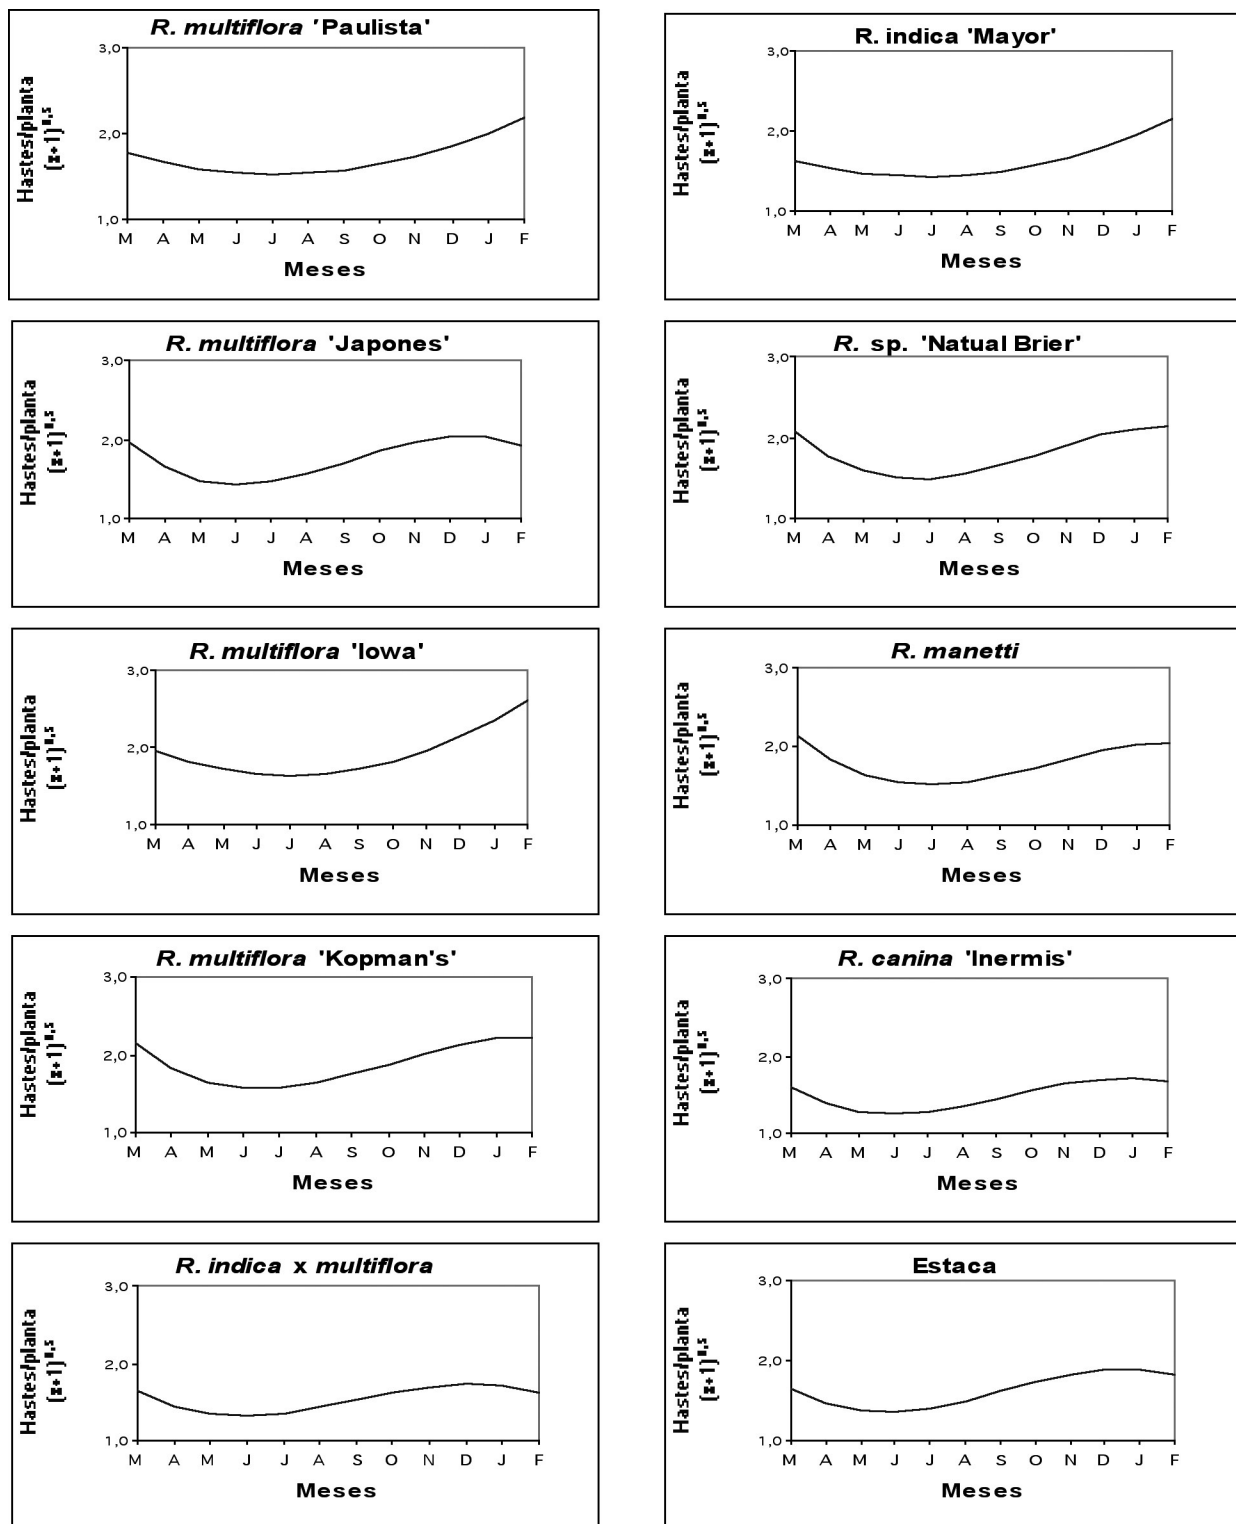 R. multiflora 'Paulista'
Hastes/planta
(x+1)^0,5
3,0
2,0
1,0
M A M J J A S O N D J F
Meses
R. indica 'Mayor'
Hastes/planta
(x+1)^0,5
3,0
2,0
1,0
M A M J J A S O N D J F
Meses
R. multiflora 'Japones'
Hastes/planta
(x+1)^0,5
3,0
2,0
1,0
M A M J J A S O N D J F
Meses
R. sp. 'Natual Brier'
Hastes/planta
(x+1)^0,5
3,0
2,0
1,0
M A M J J A S O N D J F
Meses
R. multiflora 'Iowa'
Hastes/planta
(x+1)^0,5
3,0
2,0
1,0
M A M J J A S O N D J F
Meses
R. manetti
Hastes/planta
(x+1)^0,5
3,0
2,0
1,0
M A M J J A S O N D J F
Meses
R. multiflora 'Kopman's'
Hastes/planta
(x+1)^0,5
3,0
2,0
1,0
M A M J J A S O N D J F
Meses
R. canina 'Inermis'
Hastes/planta
(x+1)^0,5
3,0
2,0
1,0
M A M J J A S O N D J F
Meses
R. indica x multiflora
Hastes/planta
(x+1)^0,5
3,0
2,0
1,0
M A M J J A S O N D J F
Meses
Estaca
Hastes/planta
(x+1)^0,5
3,0
2,0
1,0
M A M J J A S O N D J F
Meses